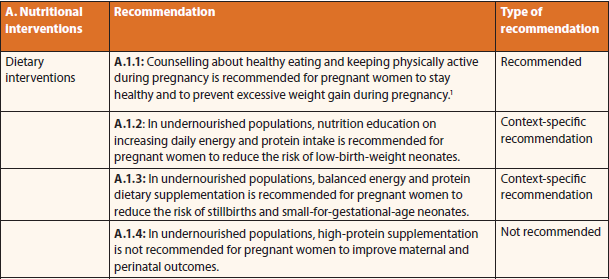 A. Nutritional Interventions
Recommendation
Type of recommendation
Dietary interventions
A.1.1: Counselling about healthy eating and keeping physically active
during pregnancy is recommended for pregnant women to stay
healthy and to prevent excessive weight gain during pregnancy.¹
Recommended
A.1.2: In undernourished populations, nutrition education on
increasing daily energy and protein intake is recommended for
pregnant women to reduce the risk of low-birth-weight neonates.
Context-specific
recommendation
A.1.3: In undernourished populations, balanced energy and protein
dietary supplementation is recommended for pregnant women to
reduce the risk of stillbirths and small-for-gestational-age neonates.
Context-specific
recommendation
A.1.4: In undernourished populations, high-protein supplementation
is not recommended for pregnant women to improve maternal and
perinatal outcomes.
Not recommended